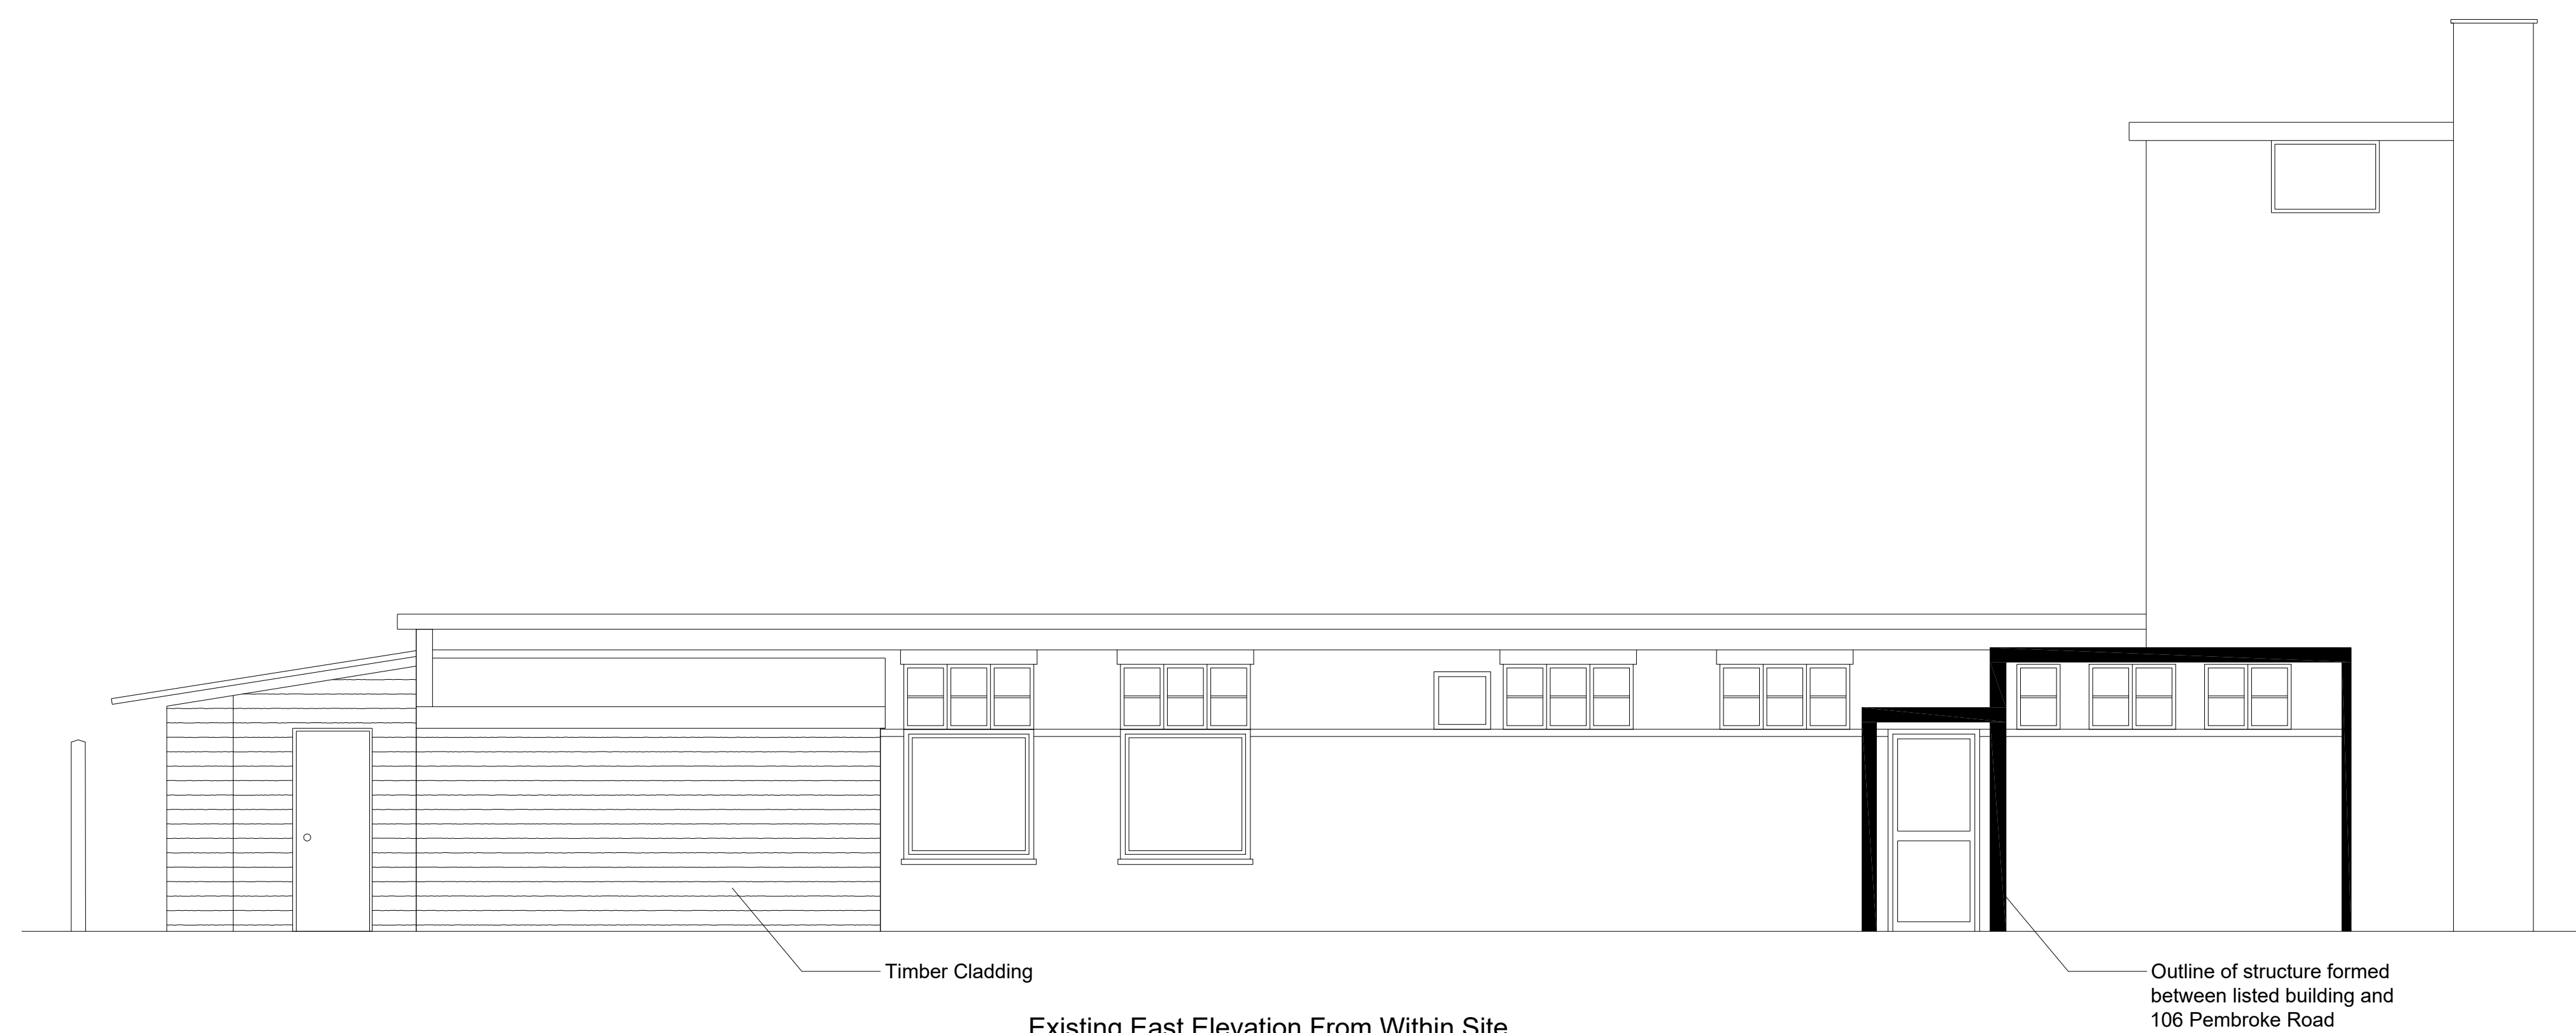 Timber Cladding
Outline of structure formed
between listed building and
106 Pembroke Road
Existing East Elevation From Within Site